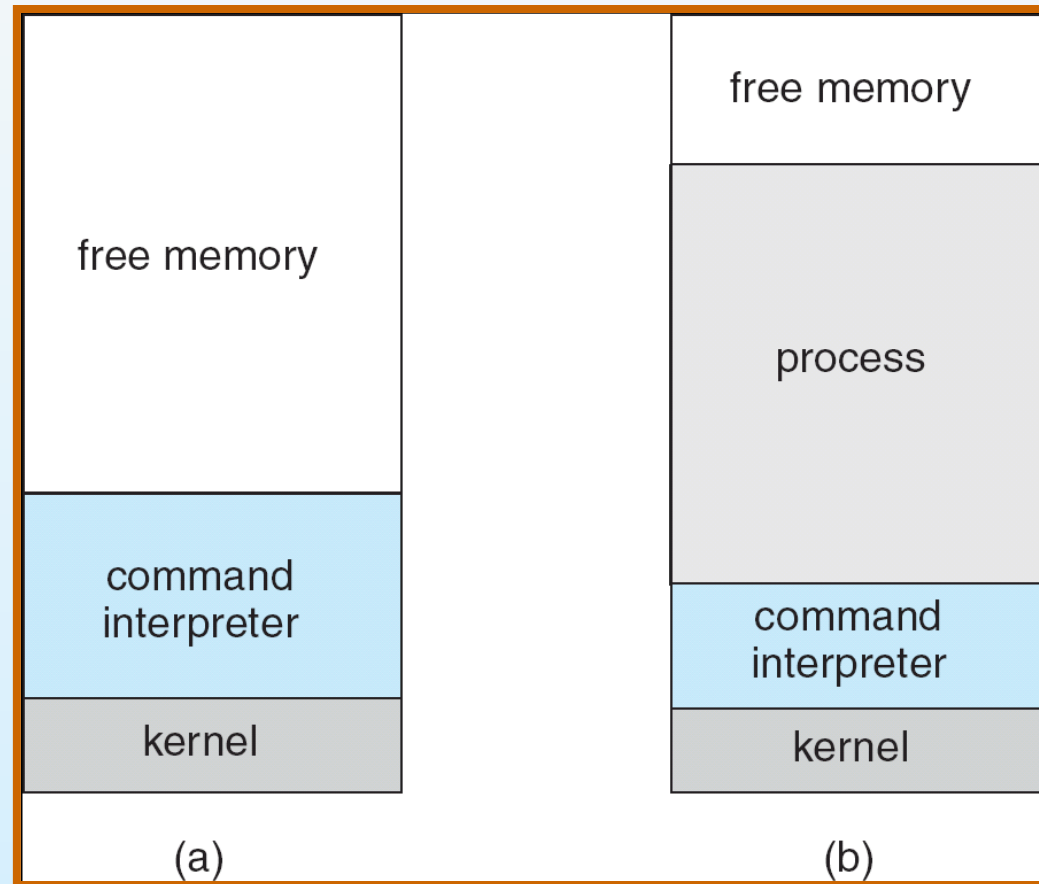 free memory
command
interpreter
kernel
(a)
free memory
process
command
interpreter
kernel
(b)